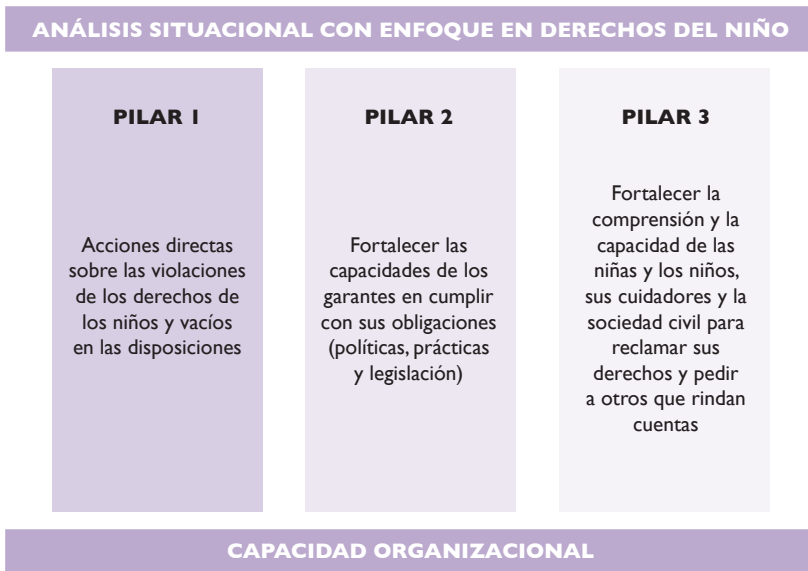 ANÁLISIS SITUACIONAL CON ENFOQUE EN DERECHOS DEL NIÑO
PILAR 1
Acciones directas
sobre las violaciones
de los derechos de
los niños y vacíos
en las disposiciones
PILAR 2
Fortalecer las
capacidades de los
garantes en cumplir
con sus obligaciones
(políticas, prácticas
y legislación)
PILAR 3
Fortalecer la
comprensión y la
capacidad de las
niñas y los niños,
sus cuidadores y la
sociedad civil para
reclamar sus
derechos y pedir
a otros que rindan
cuentas
CAPACIDAD ORGANIZACIONAL